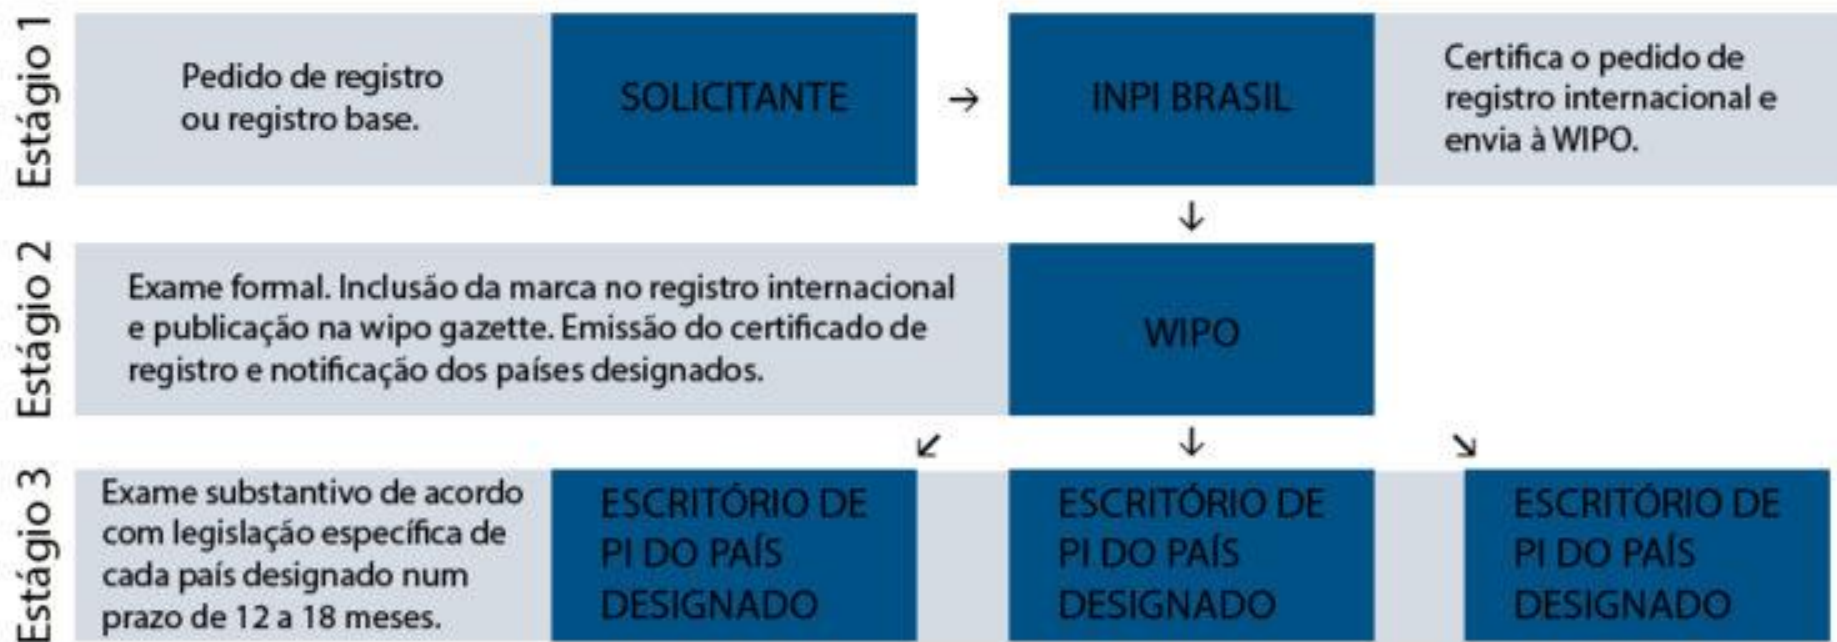 Estágio 1
Pedido de registro
ou registro base.
SOLICITANTE
→
INPI BRASIL
Certifica o pedido de
registro internacional e
envia à WIPO.
↓
Estágio 2
Exame formal. Inclusão da marca no registro internacional
e publicação na wipo gazette. Emissão do certificado de
registro e notificação dos países designados.
WIPO
↙ ↓ ↘
Estágio 3
Exame substantivo de acordo
com legislação específica de
cada país designado num
prazo de 12 a 18 meses.
ESCRITÓRIO DE
PI DO PAÍS
DESIGNADO
ESCRITÓRIO DE
PI DO PAÍS
DESIGNADO
ESCRITÓRIO DE
PI DO PAÍS
DESIGNADO